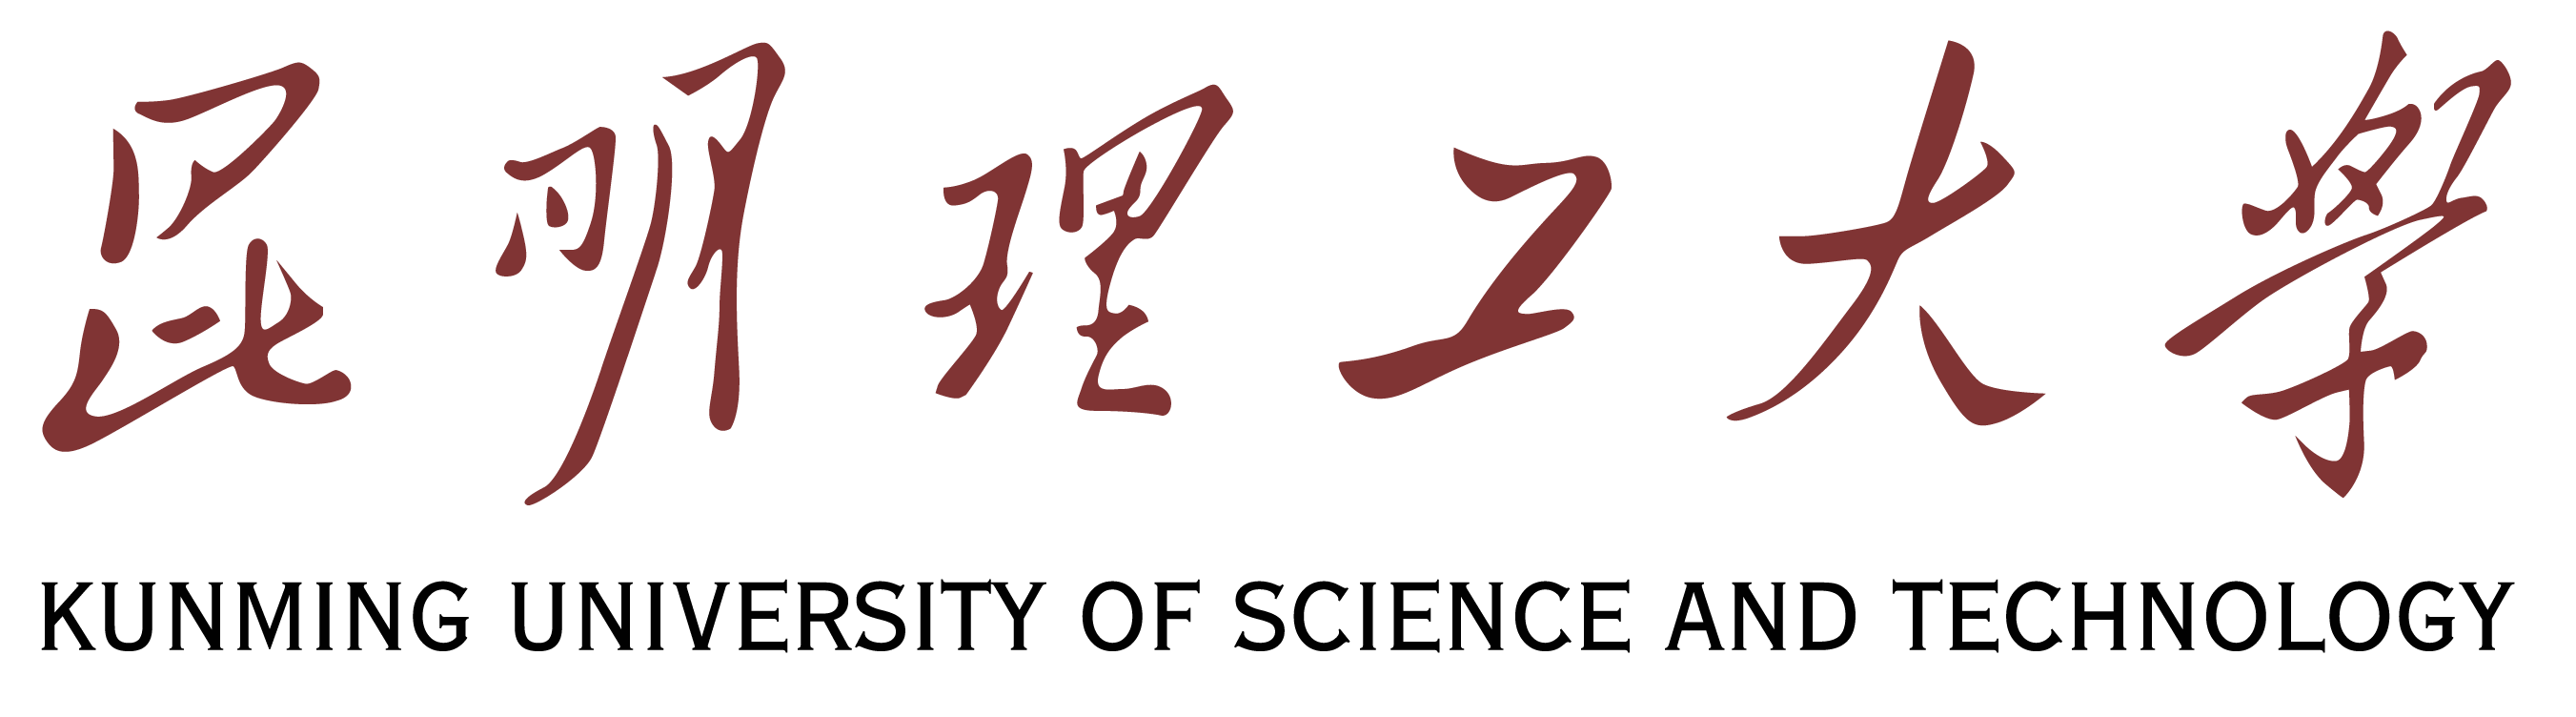 昆明理工大學
KUNMING UNIVERSITY OF SCIENCE AND TECHNOLOGY